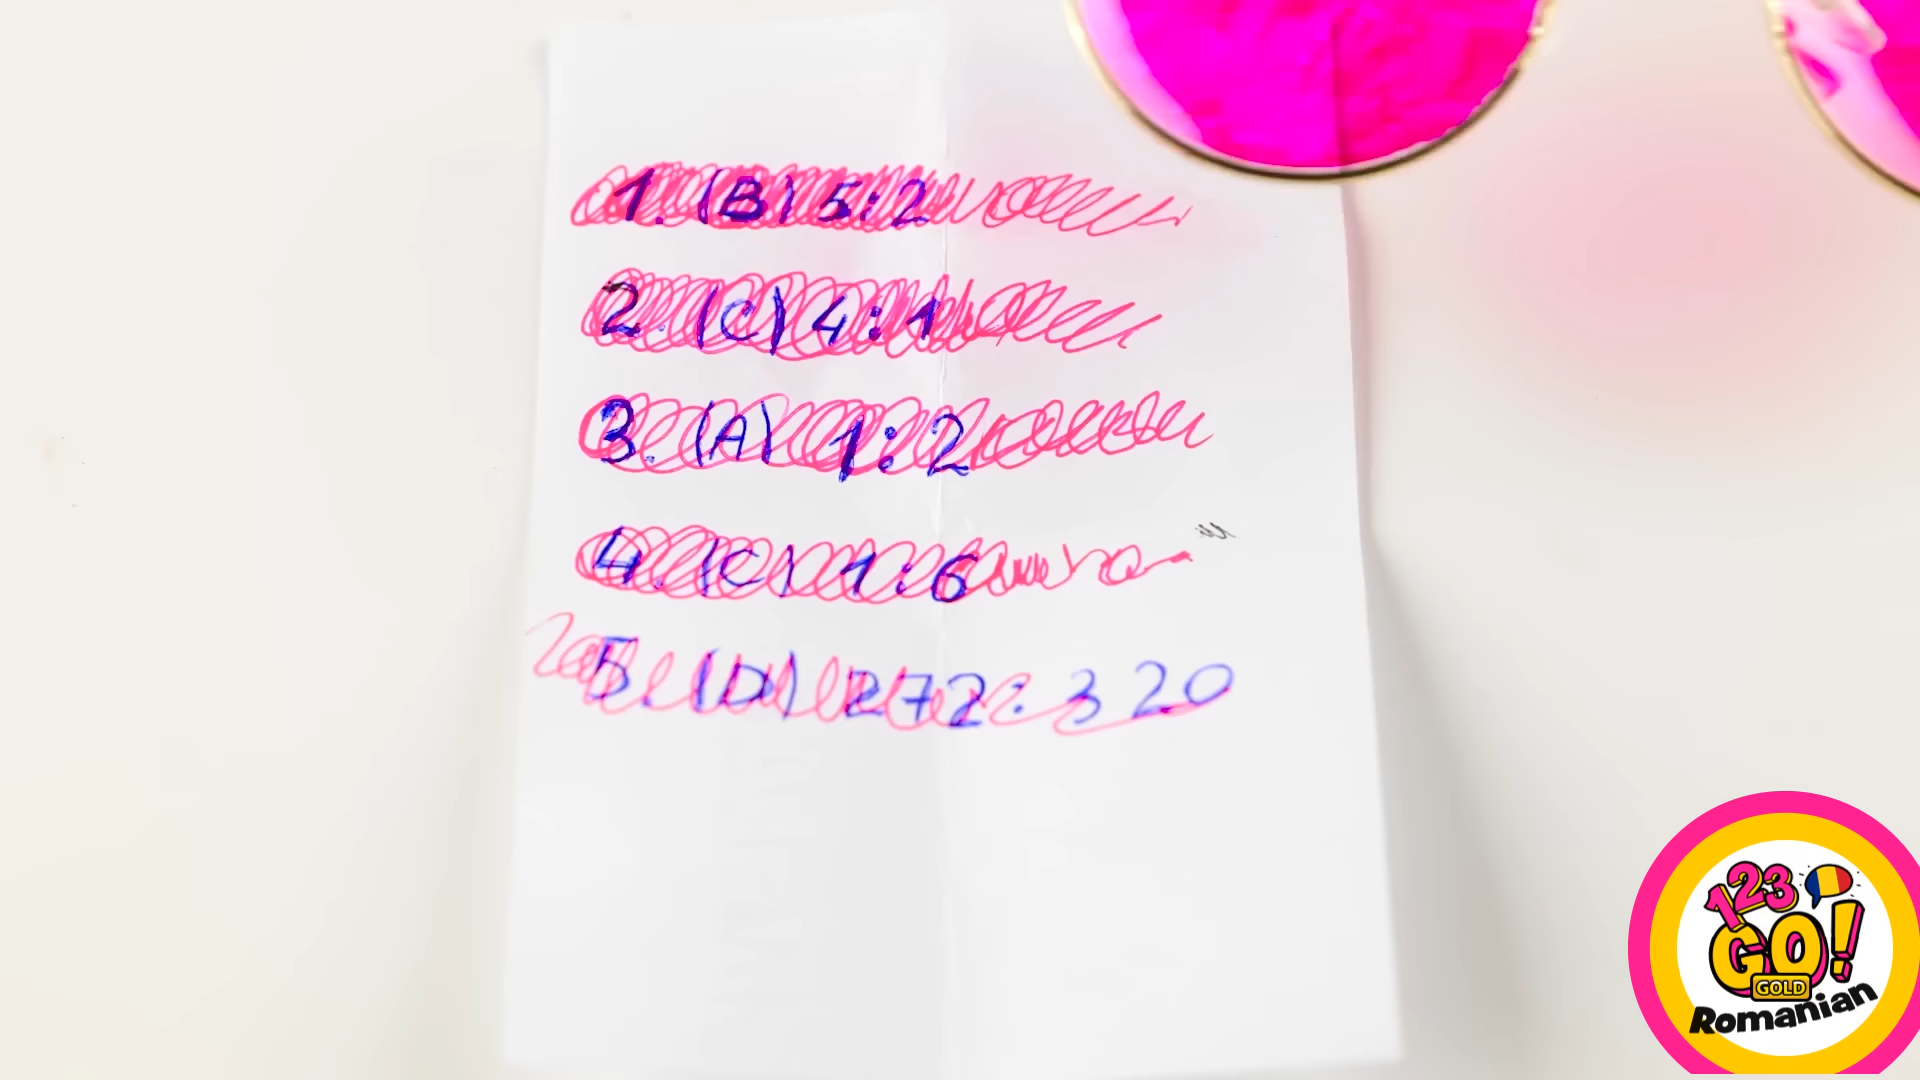 1. (B) 5:2
2. (C) 4:1
3. (A) 1:2
4. (C) 1:6
5. (D) 272:320
123
GO!
GOLD
Romanian